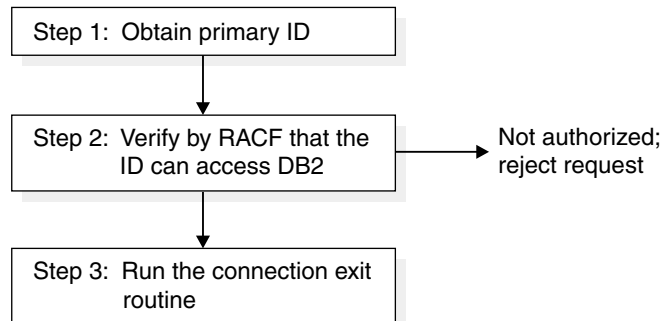 Step 1: Obtain primary ID
Step 2: Verify by RACF that the
ID can access DB2
Not authorized;
reject request
Step 3: Run the connection exit
routine